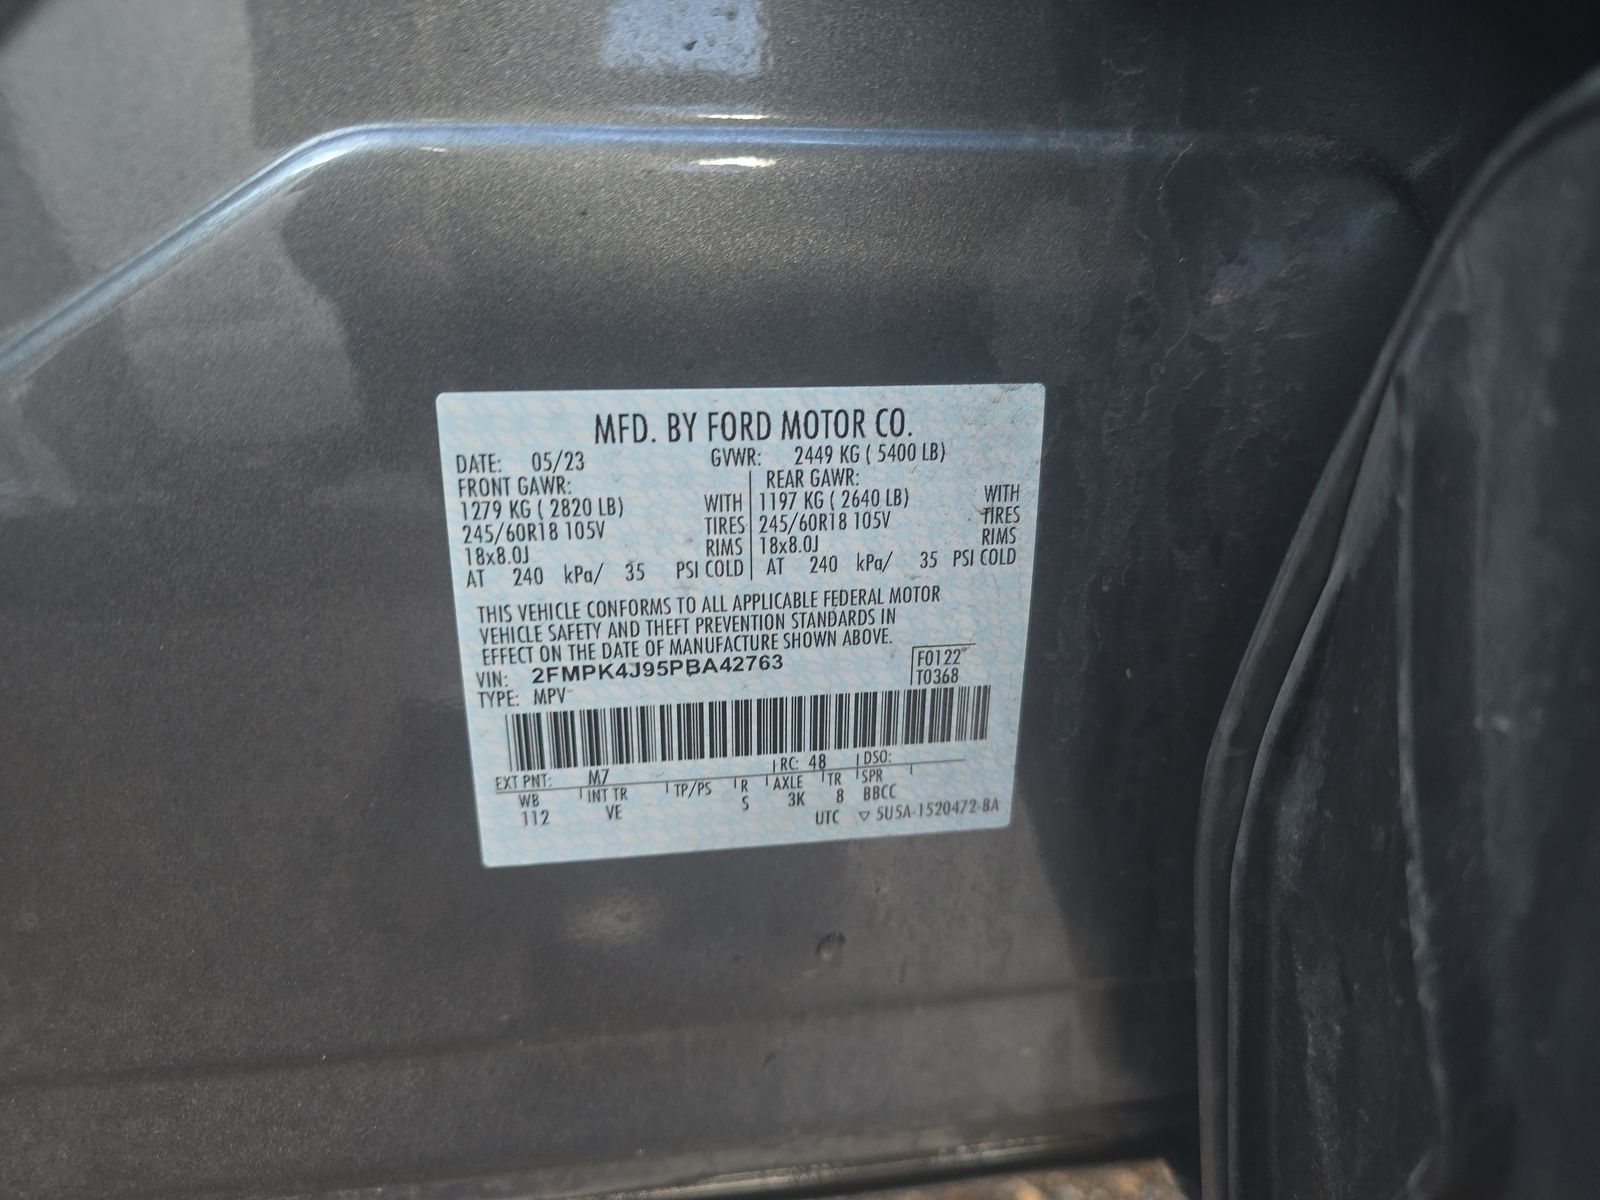 MFD. BY FORD MOTOR CO.
DATE: 05/23 GVWR: 2449 KG ( 5400 LB)
FRONT GAWR: REAR GAWR:
1279 KG ( 2820 LB) WITH 1197 KG ( 2640 LB) WITH
245/60R18 105V TIRES 245/60R18 105V TIRES
18x8.0J RIMS 18x8.0J RIMS
AT 240 kPa/ 35 PSI COLD AT 240 kPa/ 35 PSI COLD
THIS VEHICLE CONFORMS TO ALL APPLICABLE FEDERAL MOTOR
VEHICLE SAFETY AND THEFT PREVENTION STANDARDS IN
EFFECT ON THE DATE OF MANUFACTURE SHOWN ABOVE.
VIN: 2FMPK4J95PBA42763 F0122
TYPE: MPV T0368
EXT PNT: M7 RC: 48 DSO:
WB INT TR TP/PS R AXLE TR SPR
112 VE S 3K 8 BBCC
UTC ▽ 5U5A-1520472-BA